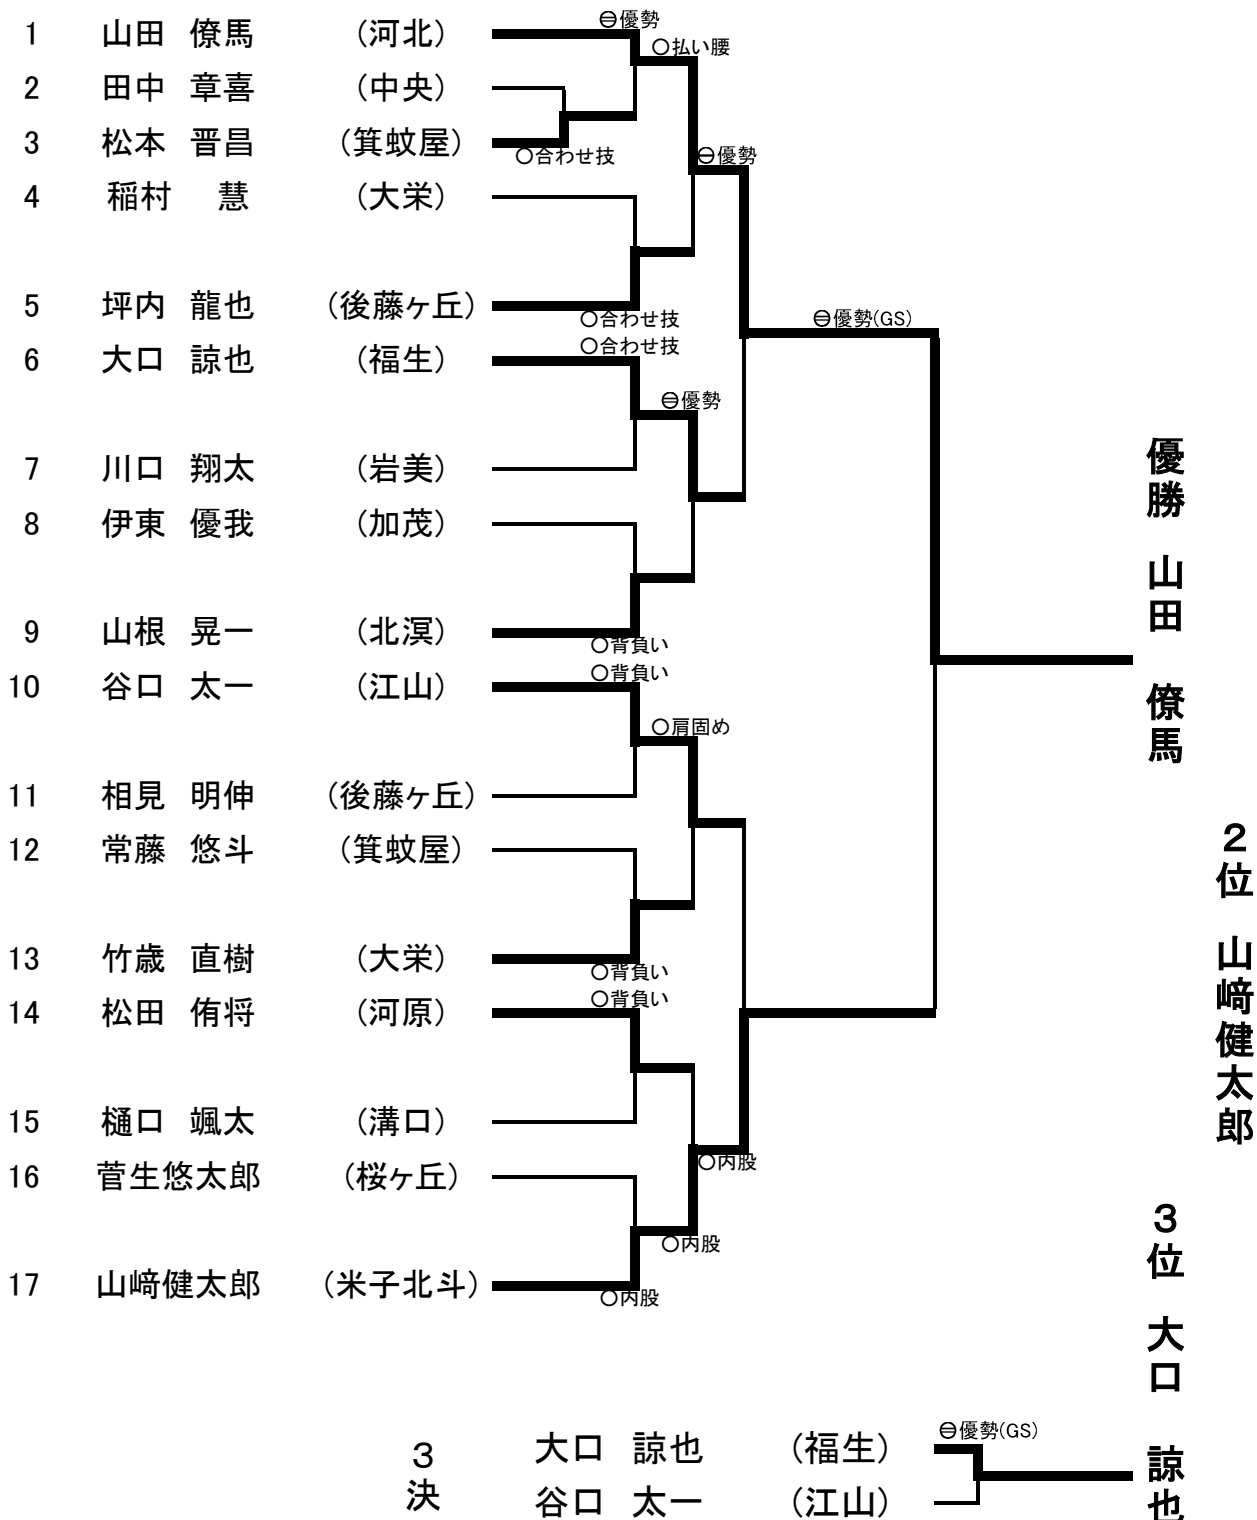 ⊖優勢
1 山田 僚馬 (河北)
○払い腰
2 田中 章喜 (中央)
3 松本 晋昌 (箕蚊屋)
○合わせ技
⊖優勢
4 稲村 慧 (大栄)
5 坪内 龍也 (後藤ヶ丘)
○合わせ技
⊖優勢(GS)
○合わせ技
6 大口 諒也 (福生)
⊖優勢
7 川口 翔太 (岩美)
8 伊東 優我 (加茂)
9 山根 晃一 (北溟)
○背負い
○背負い
10 谷口 太一 (江山)
○肩固め
11 相見 明伸 (後藤ヶ丘)
12 常藤 悠斗 (箕蚊屋)
13 竹歳 直樹 (大栄)
○背負い
○背負い
14 松田 侑将 (河原)
15 樋口 颯太 (溝口)
○内股
16 菅生悠太郎 (桜ヶ丘)
○内股
17 山﨑健太郎 (米子北斗)
○内股
優勝 山田 僚馬
2位 山﨑健太郎
3位 大口 諒也
3決
⊖優勢(GS)
大口 諒也 (福生)
谷口 太一 (江山)